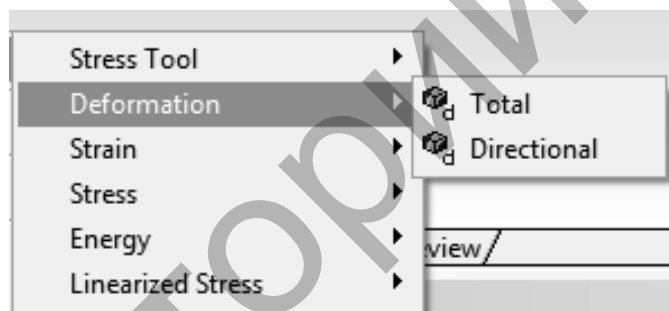 Stress Tool
Deformation
Total
Strain
Directional
Stress
Energy
view
Linearized Stress